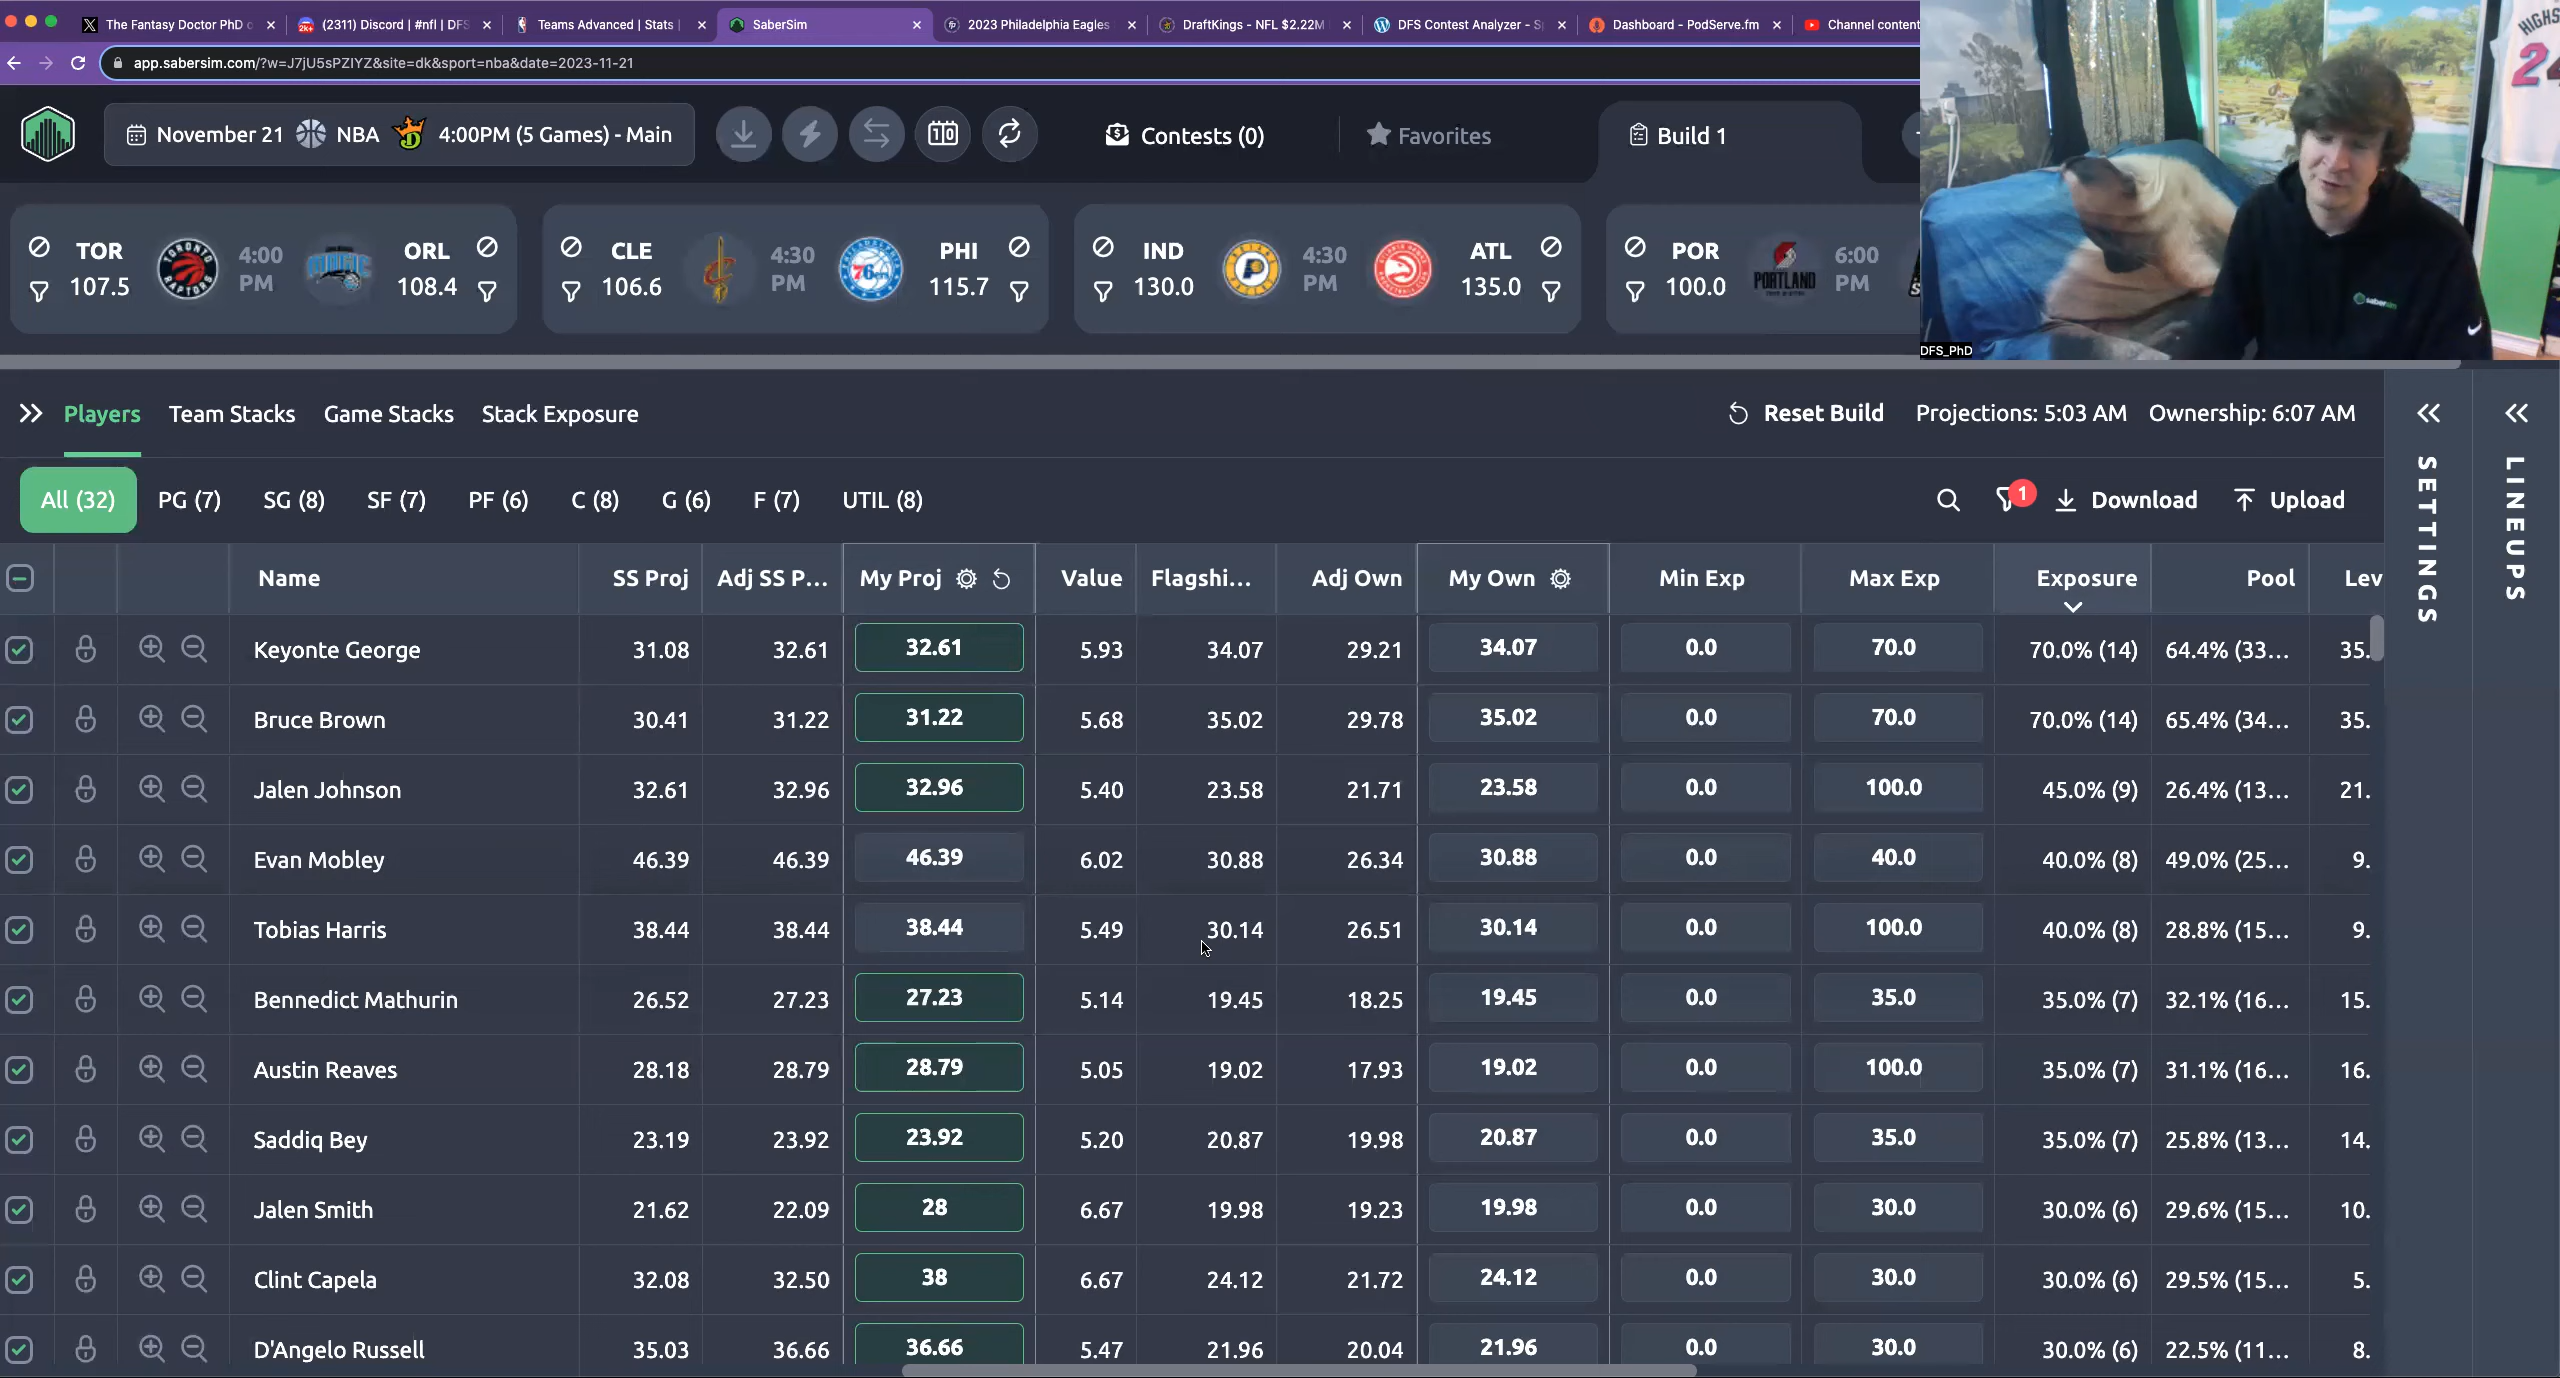 The Fantasy Doctor PhD
(2311) Discord | #nfl | DFS
Teams Advanced | Stats |
SaberSim
2023 Philadelphia Eagles
DraftKings - NFL $2.22M
DFS Contest Analyzer - S
Dashboard - PodServe.fm
Channel content
app.sabersim.com/?w=J7jU5sPZIYZ&site=dk&sport=nba&date=2023-11-21
HIGHS
24
November 21 NBA 4:00PM (5 Games) - Main
Contests (0)
Favorites
Build 1
TOR 107.5 4:00 PM ORL 108.4
CLE 106.6 4:30 PM PHI 115.7
IND 130.0 4:30 PM ATL 135.0
POR 100.0 6:00 PM
DFS_PhD
Players Team Stacks Game Stacks Stack Exposure Reset Build Projections: 5:03 AM Ownership: 6:07 AM
All (32) PG (7) SG (8) SF (7) PF (6) C (8) G (6) F (7) UTIL (8) 1 Download Upload
SETTINGS
LINEUPS
Name SS Proj Adj SS P... My Proj Value Flagshi... Adj Own My Own Min Exp Max Exp Exposure Pool Lev
Keyonte George 31.08 32.61 32.61 5.93 34.07 29.21 34.07 0.0 70.0 70.0% (14) 64.4% (33... 35.
Bruce Brown 30.41 31.22 31.22 5.68 35.02 29.78 35.02 0.0 70.0 70.0% (14) 65.4% (34... 35.
Jalen Johnson 32.61 32.96 32.96 5.40 23.58 21.71 23.58 0.0 100.0 45.0% (9) 26.4% (13... 21.
Evan Mobley 46.39 46.39 46.39 6.02 30.88 26.34 30.88 0.0 40.0 40.0% (8) 49.0% (25... 9.
Tobias Harris 38.44 38.44 38.44 5.49 30.14 26.51 30.14 0.0 100.0 40.0% (8) 28.8% (15... 9.
Bennedict Mathurin 26.52 27.23 27.23 5.14 19.45 18.25 19.45 0.0 35.0 35.0% (7) 32.1% (16... 15.
Austin Reaves 28.18 28.79 28.79 5.05 19.02 17.93 19.02 0.0 100.0 35.0% (7) 31.1% (16... 16.
Saddiq Bey 23.19 23.92 23.92 5.20 20.87 19.98 20.87 0.0 35.0 35.0% (7) 25.8% (13... 14.
Jalen Smith 21.62 22.09 28 6.67 19.98 19.23 19.98 0.0 30.0 30.0% (6) 29.6% (15... 10.
Clint Capela 32.08 32.50 38 6.67 24.12 21.72 24.12 0.0 30.0 30.0% (6) 29.5% (15... 5.
D'Angelo Russell 35.03 36.66 36.66 5.47 21.96 20.04 21.96 0.0 30.0 30.0% (6) 22.5% (11... 8.